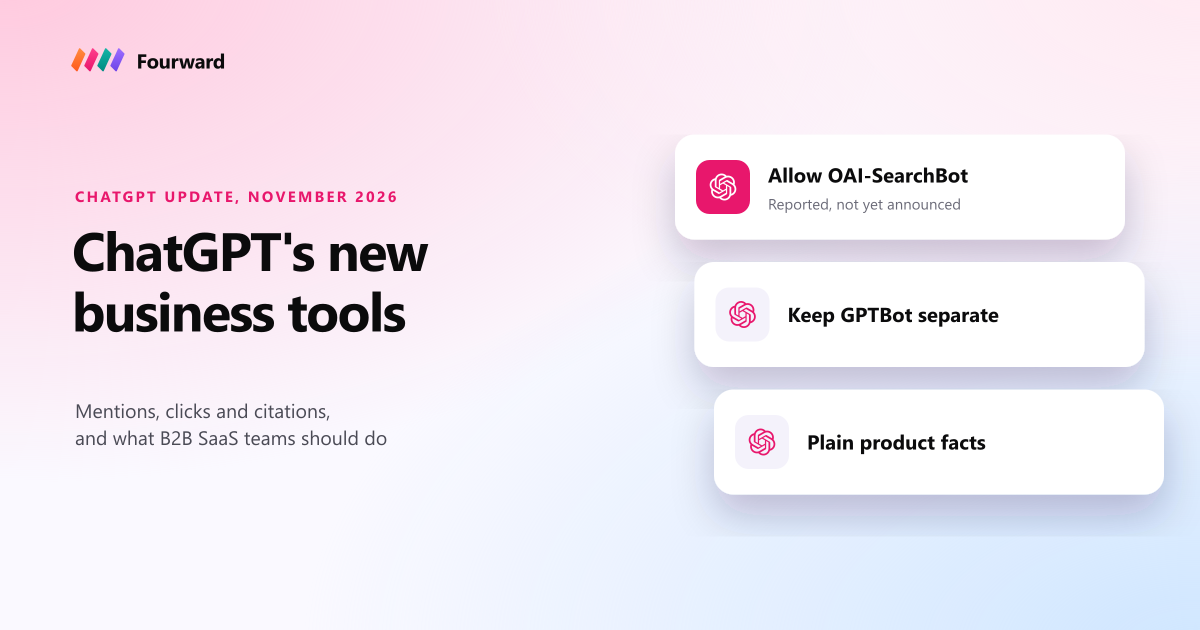 Fourward
CHATGPT UPDATE, NOVEMBER 2026
ChatGPT's new
business tools
Mentions, clicks and citations,
and what B2B SaaS teams should do
Allow OAI-SearchBot
Reported, not yet announced
Keep GPTBot separate
Plain product facts